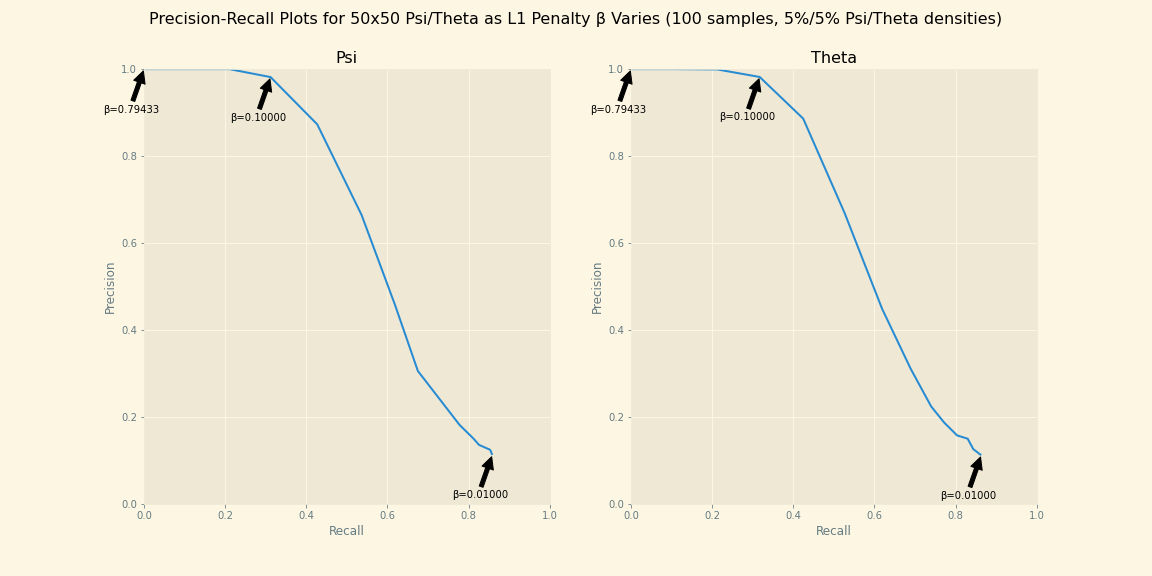 Precision-Recall Plots for 50x50 Psi/Theta as L1 Penalty β Varies (100 samples, 5%/5% Psi/Theta densities)
Psi
1.0
0.8
0.6
0.4
0.2
0.0
Precision
β=0.79433
β=0.10000
β=0.01000
0.0 0.2 0.4 0.6 0.8 1.0
Recall
Theta
1.0
0.8
0.6
0.4
0.2
0.0
Precision
β=0.79433
β=0.10000
β=0.01000
0.0 0.2 0.4 0.6 0.8 1.0
Recall